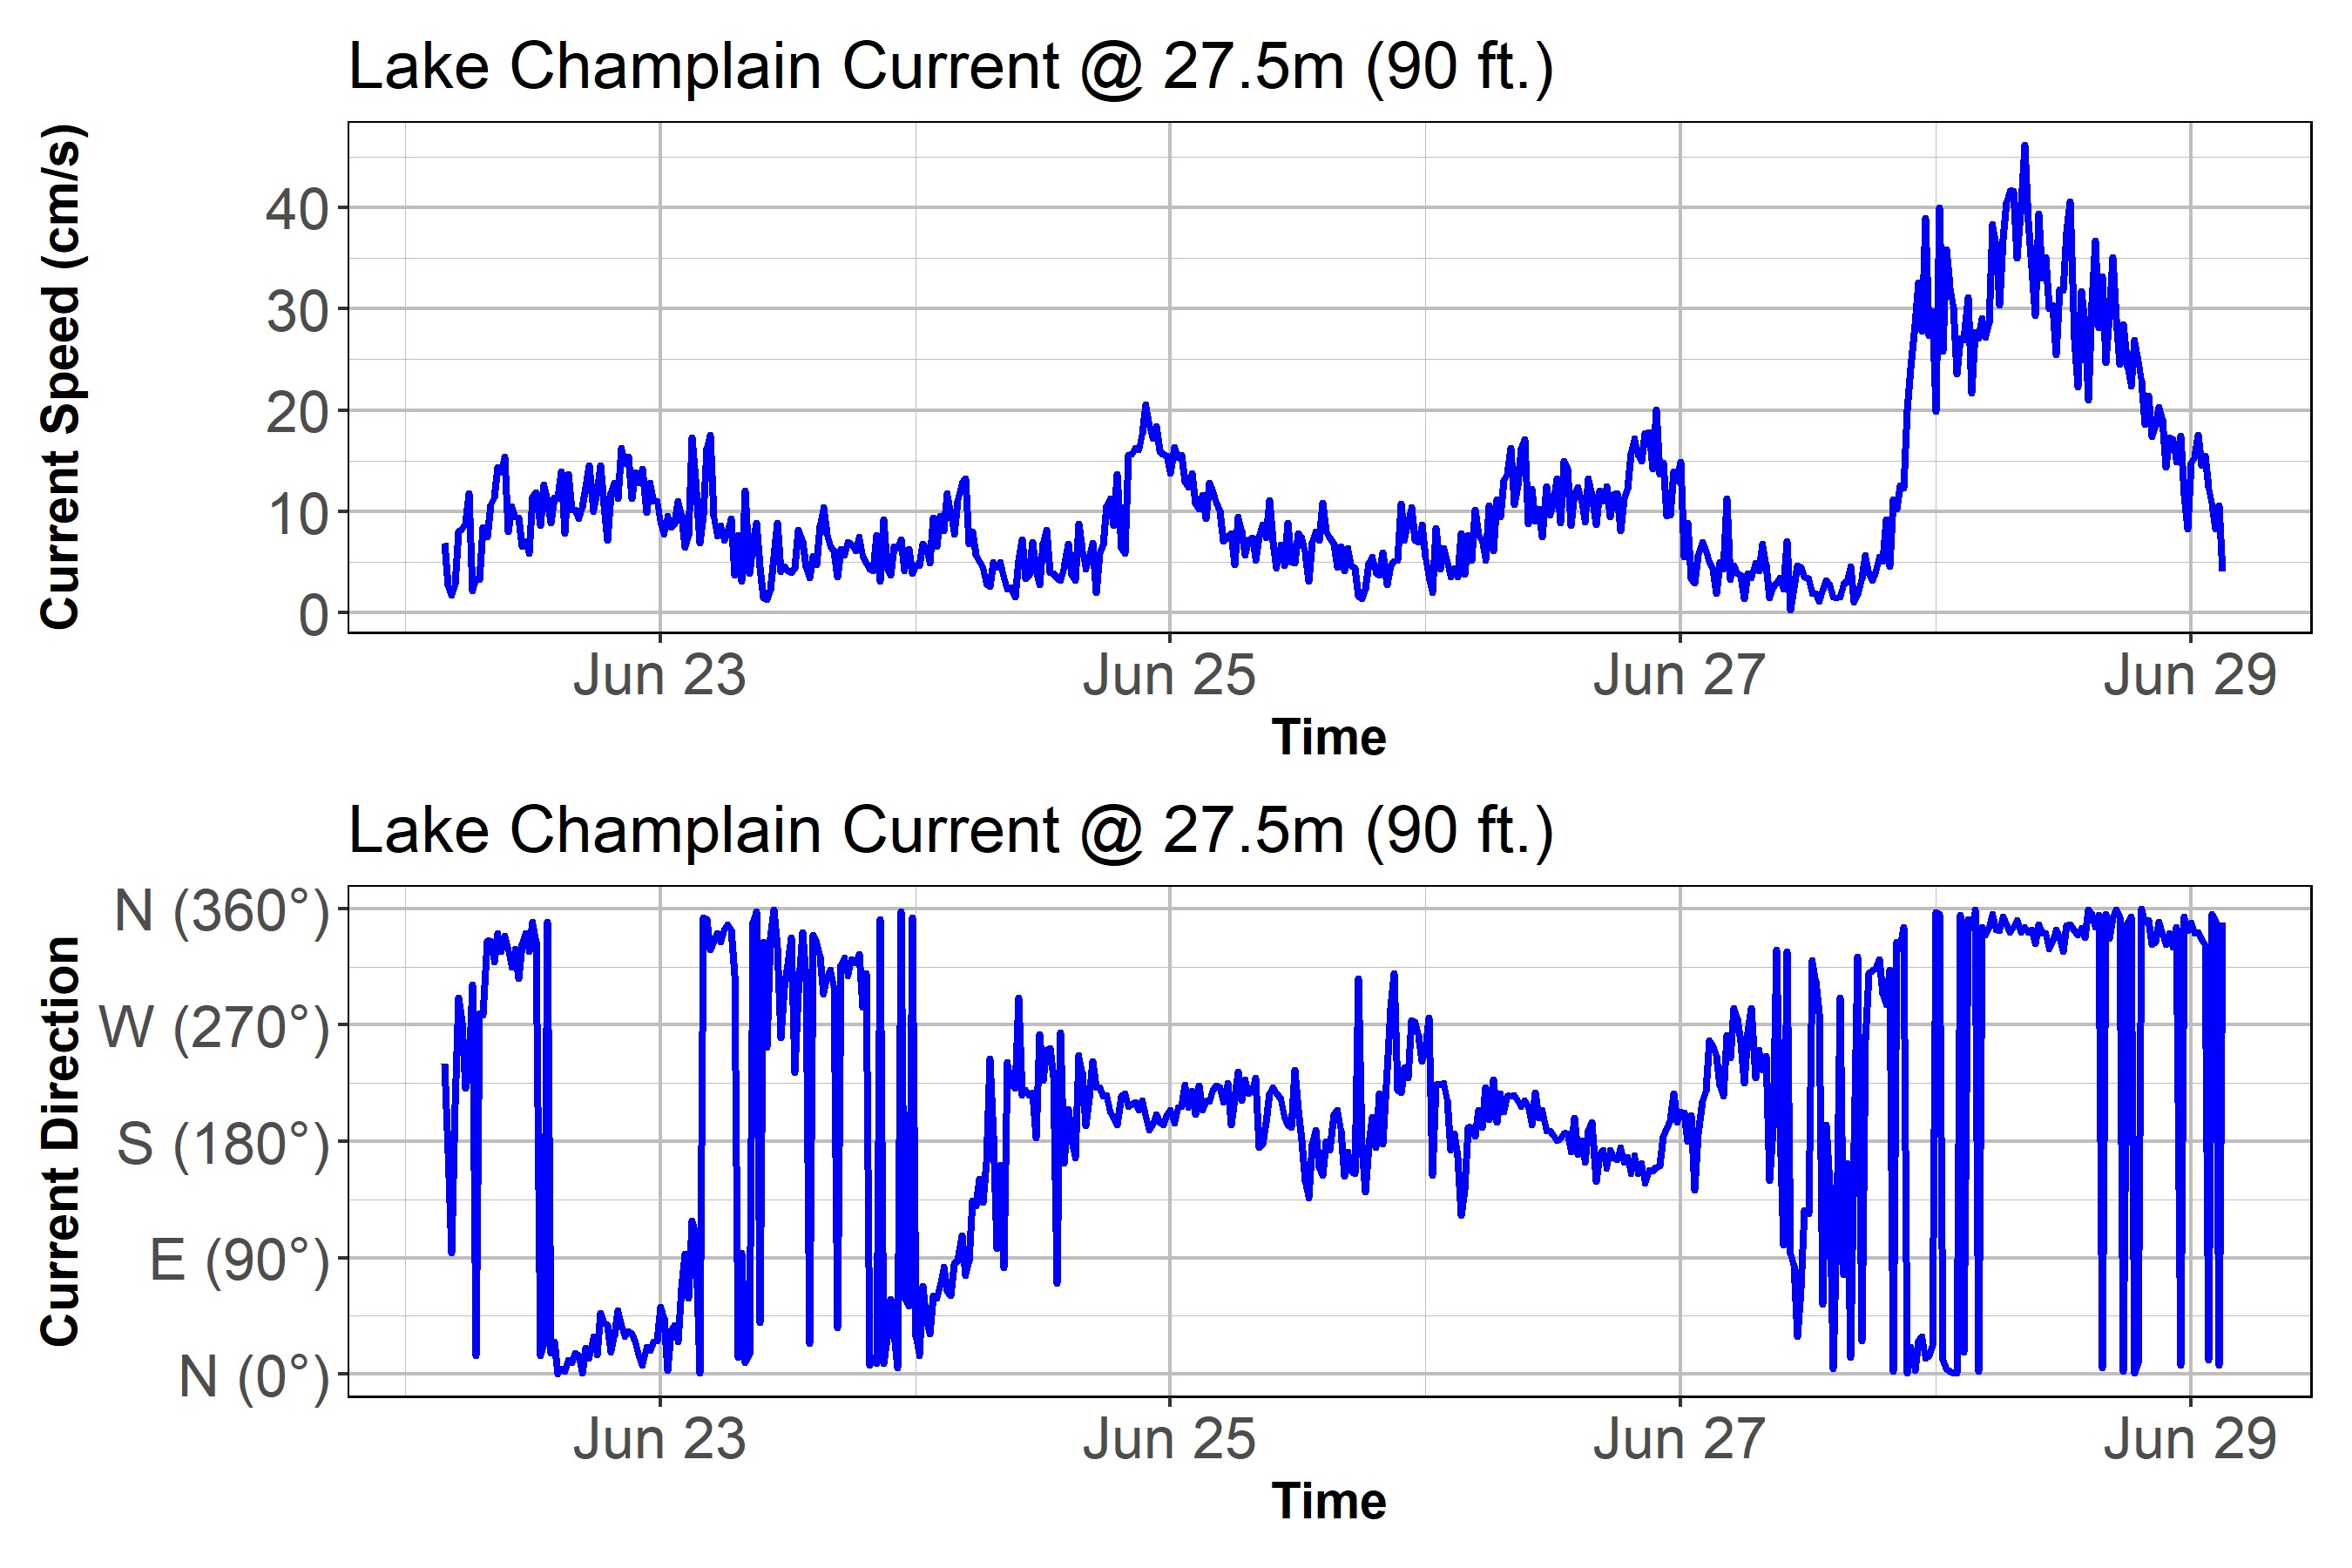 Lake Champlain Current @ 27.5m (90 ft.)
Current Speed (cm/s)
40
30
20
10
0
Jun 23 Jun 25 Jun 27 Jun 29
Time
Lake Champlain Current @ 27.5m (90 ft.)
Current Direction
N (360°)
W (270°)
S (180°)
E (90°)
N (0°)
Jun 23 Jun 25 Jun 27 Jun 29
Time